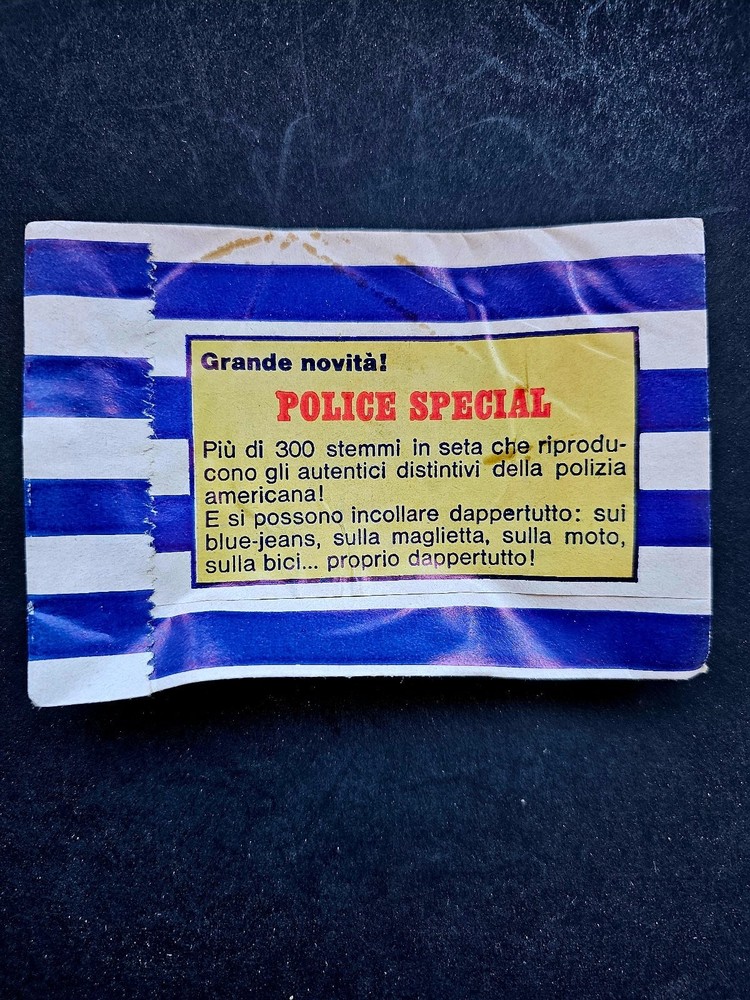 Grande novità!
POLICE SPECIAL
Più di 300 stemmi in seta che riprodu-
cono gli autentici distintivi della polizia
americana!
E si possono incollare dappertutto: sui
blue-jeans, sulla maglietta, sulla moto,
sulla bici... proprio dappertutto!